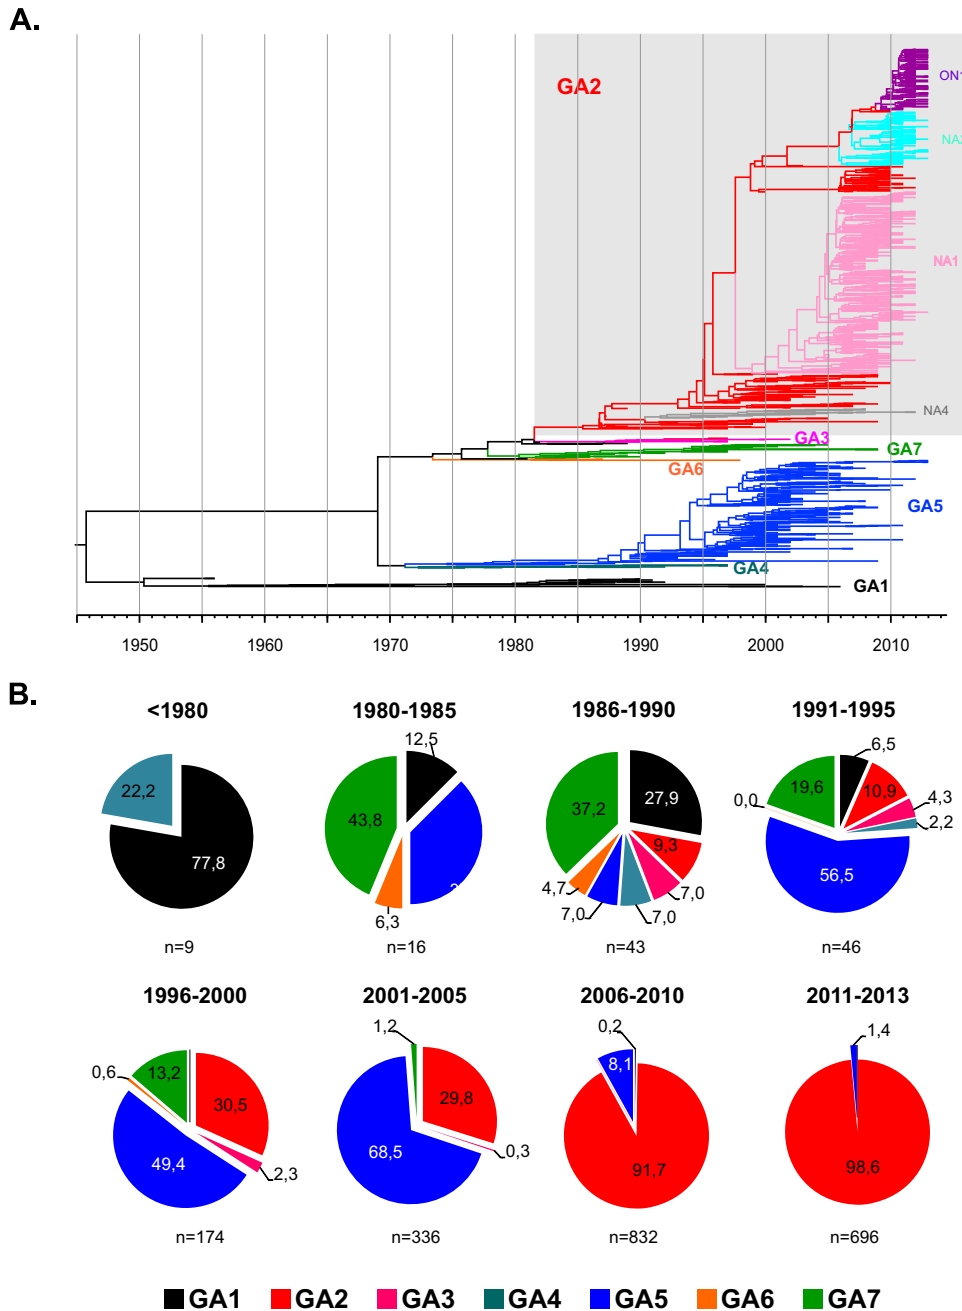 A.
GA2
ON1
NA2
NA1
NA4
GA3
GA7
GA6
GA5
GA4
GA1
1950 1960 1970 1980 1990 2000 2010
B.
<1980 1980-1985 1986-1990 1991-1995
22,2 77,8
12,5 43,8 6,3
27,9 37,2 9,3 4,7 7,0 7,0 7,0
6,5 19,6 10,9 0,0 4,3 2,2 56,5
n=9 n=16 n=43 n=46
1996-2000 2001-2005 2006-2010 2011-2013
0,6 13,2 30,5 49,4 2,3
1,2 29,8 68,5 0,3
0,2 8,1 91,7
1,4 98,6
n=174 n=336 n=832 n=696
GA1 GA2 GA3 GA4 GA5 GA6 GA7